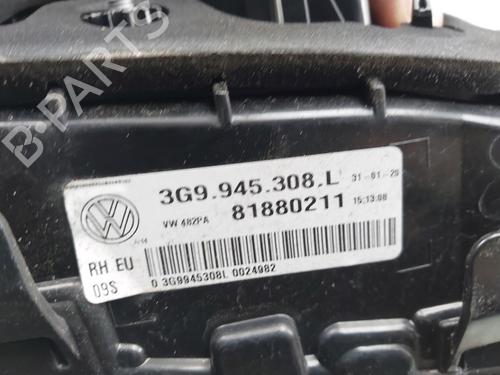 3G9.945.308.L 31-01-20
VW 482PA 81880211 15:13:08
RH EU
09S
0 3G9945308L 0024982
B-PARTS